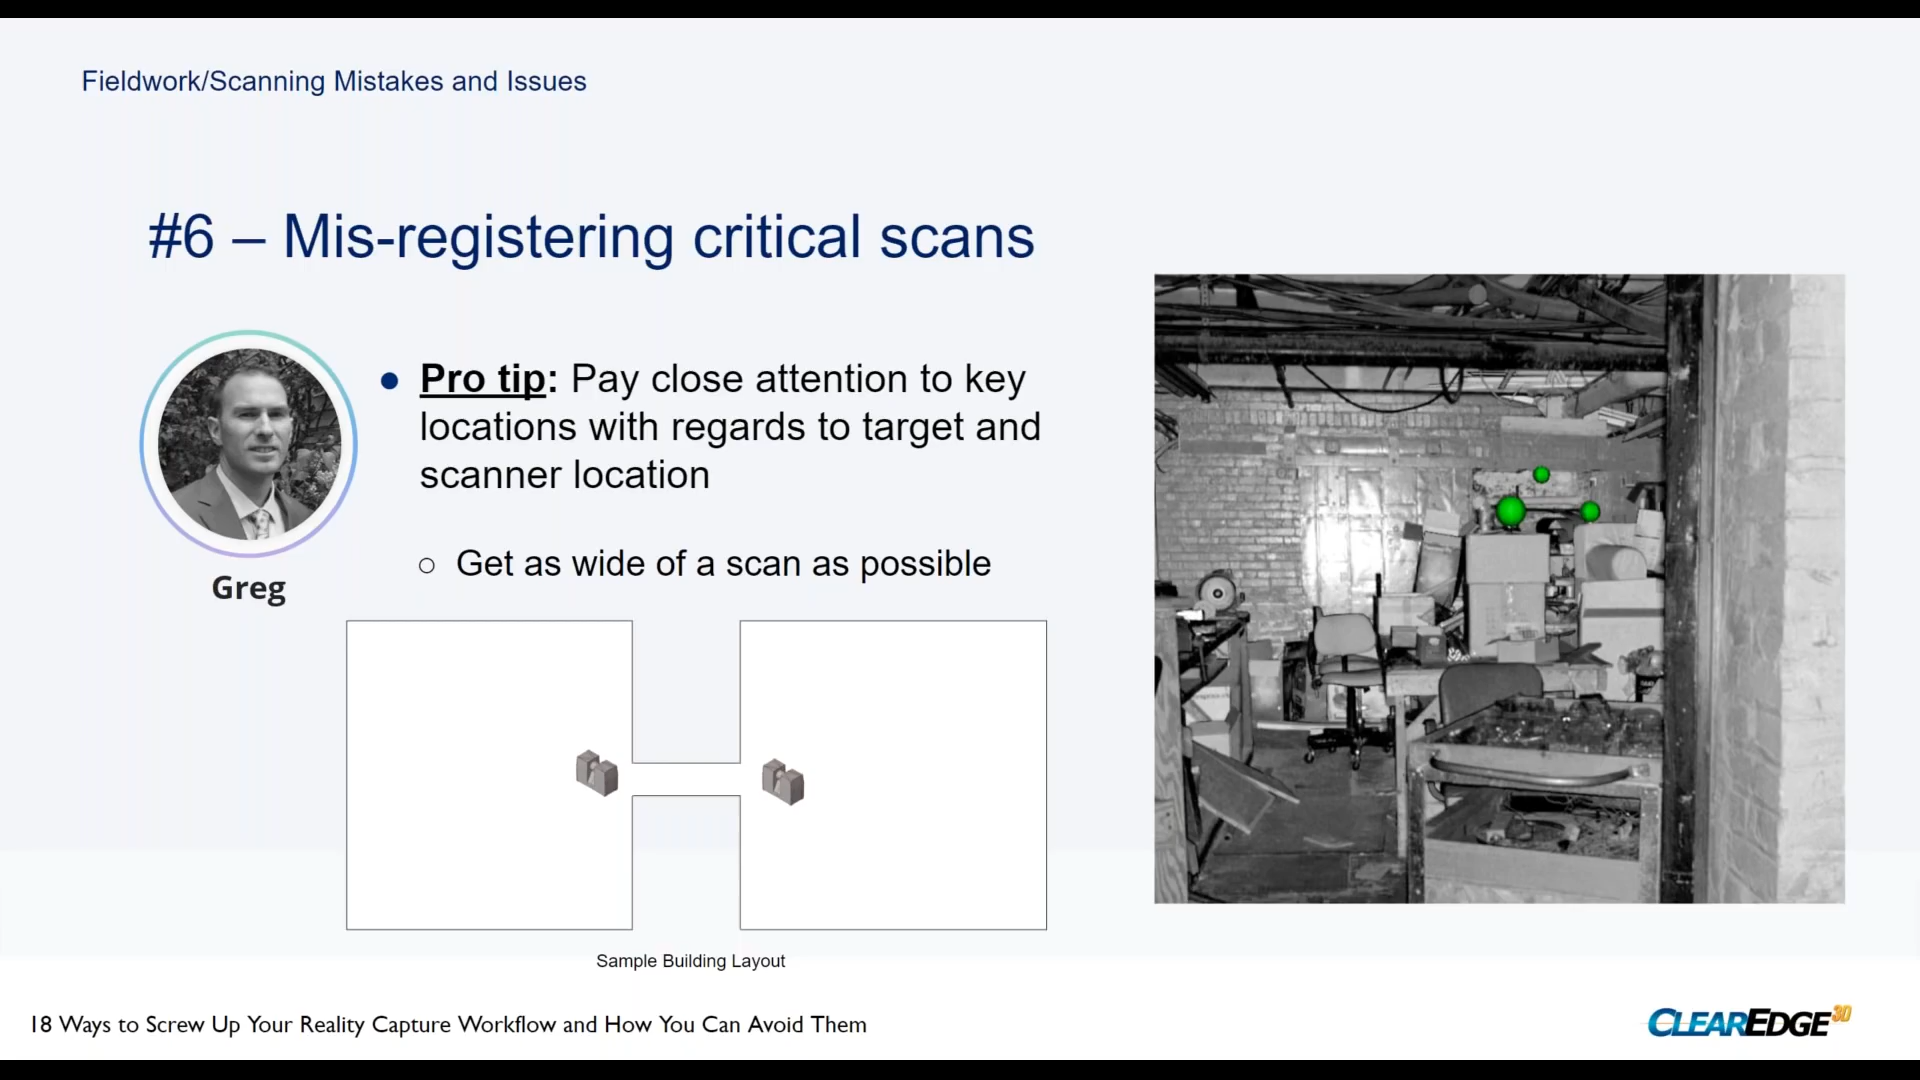 Fieldwork/Scanning Mistakes and Issues
#6 – Mis-registering critical scans
● Pro tip: Pay close attention to key
locations with regards to target and
scanner location
○ Get as wide of a scan as possible
Greg
Sample Building Layout
18 Ways to Screw Up Your Reality Capture Workflow and How You Can Avoid Them
CLEAREDGE3D